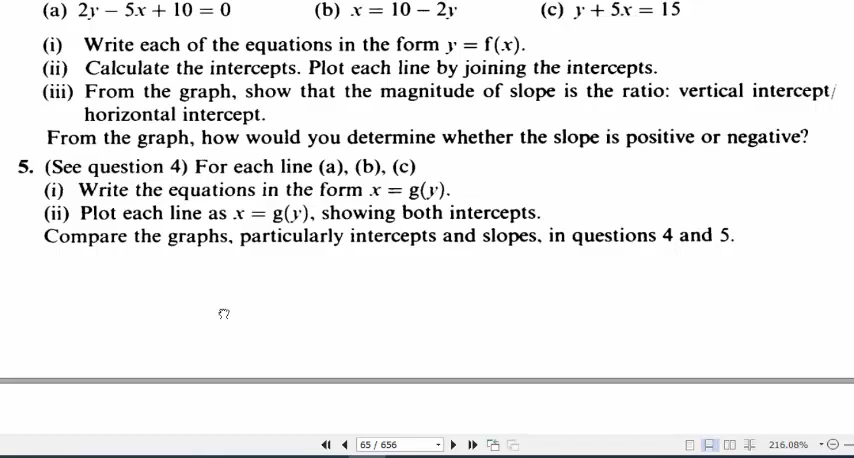 (a) 2y − 5x + 10 = 0 (b) x = 10 − 2y (c) y + 5x = 15
(i) Write each of the equations in the form y = f(x).
(ii) Calculate the intercepts. Plot each line by joining the intercepts.
(iii) From the graph, show that the magnitude of slope is the ratio: vertical intercept/
horizontal intercept.
From the graph, how would you determine whether the slope is positive or negative?
5. (See question 4) For each line (a), (b), (c)
(i) Write the equations in the form x = g(y).
(ii) Plot each line as x = g(y), showing both intercepts.
Compare the graphs, particularly intercepts and slopes, in questions 4 and 5.
65 / 656 216.08%